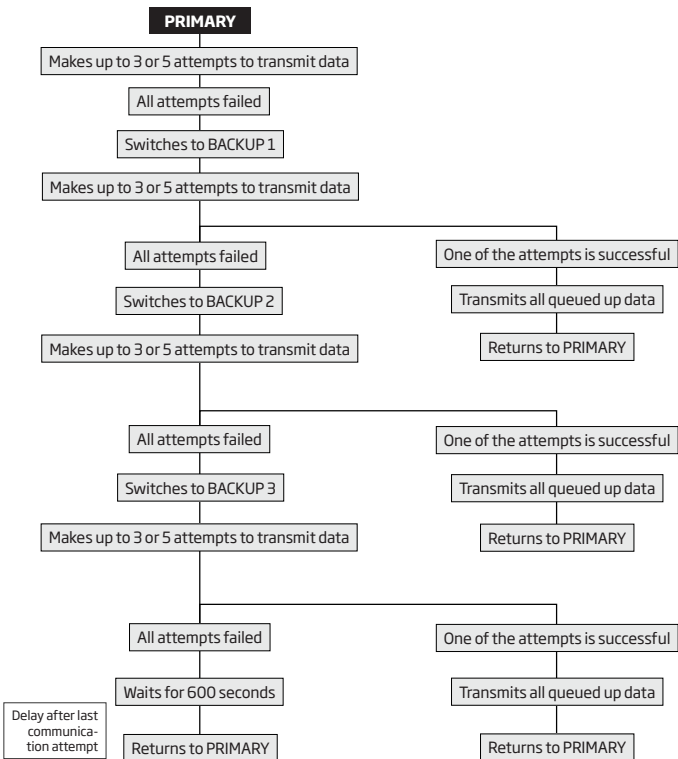 PRIMARY
Makes up to 3 or 5 attempts to transmit data
All attempts failed
Switches to BACKUP 1
Makes up to 3 or 5 attempts to transmit data
All attempts failed
One of the attempts is successful
Switches to BACKUP 2
Transmits all queued up data
Makes up to 3 or 5 attempts to transmit data
Returns to PRIMARY
All attempts failed
One of the attempts is successful
Switches to BACKUP 3
Transmits all queued up data
Makes up to 3 or 5 attempts to transmit data
Returns to PRIMARY
All attempts failed
One of the attempts is successful
Waits for 600 seconds
Transmits all queued up data
Delay after last
communica-
tion attempt
Returns to PRIMARY
Returns to PRIMARY